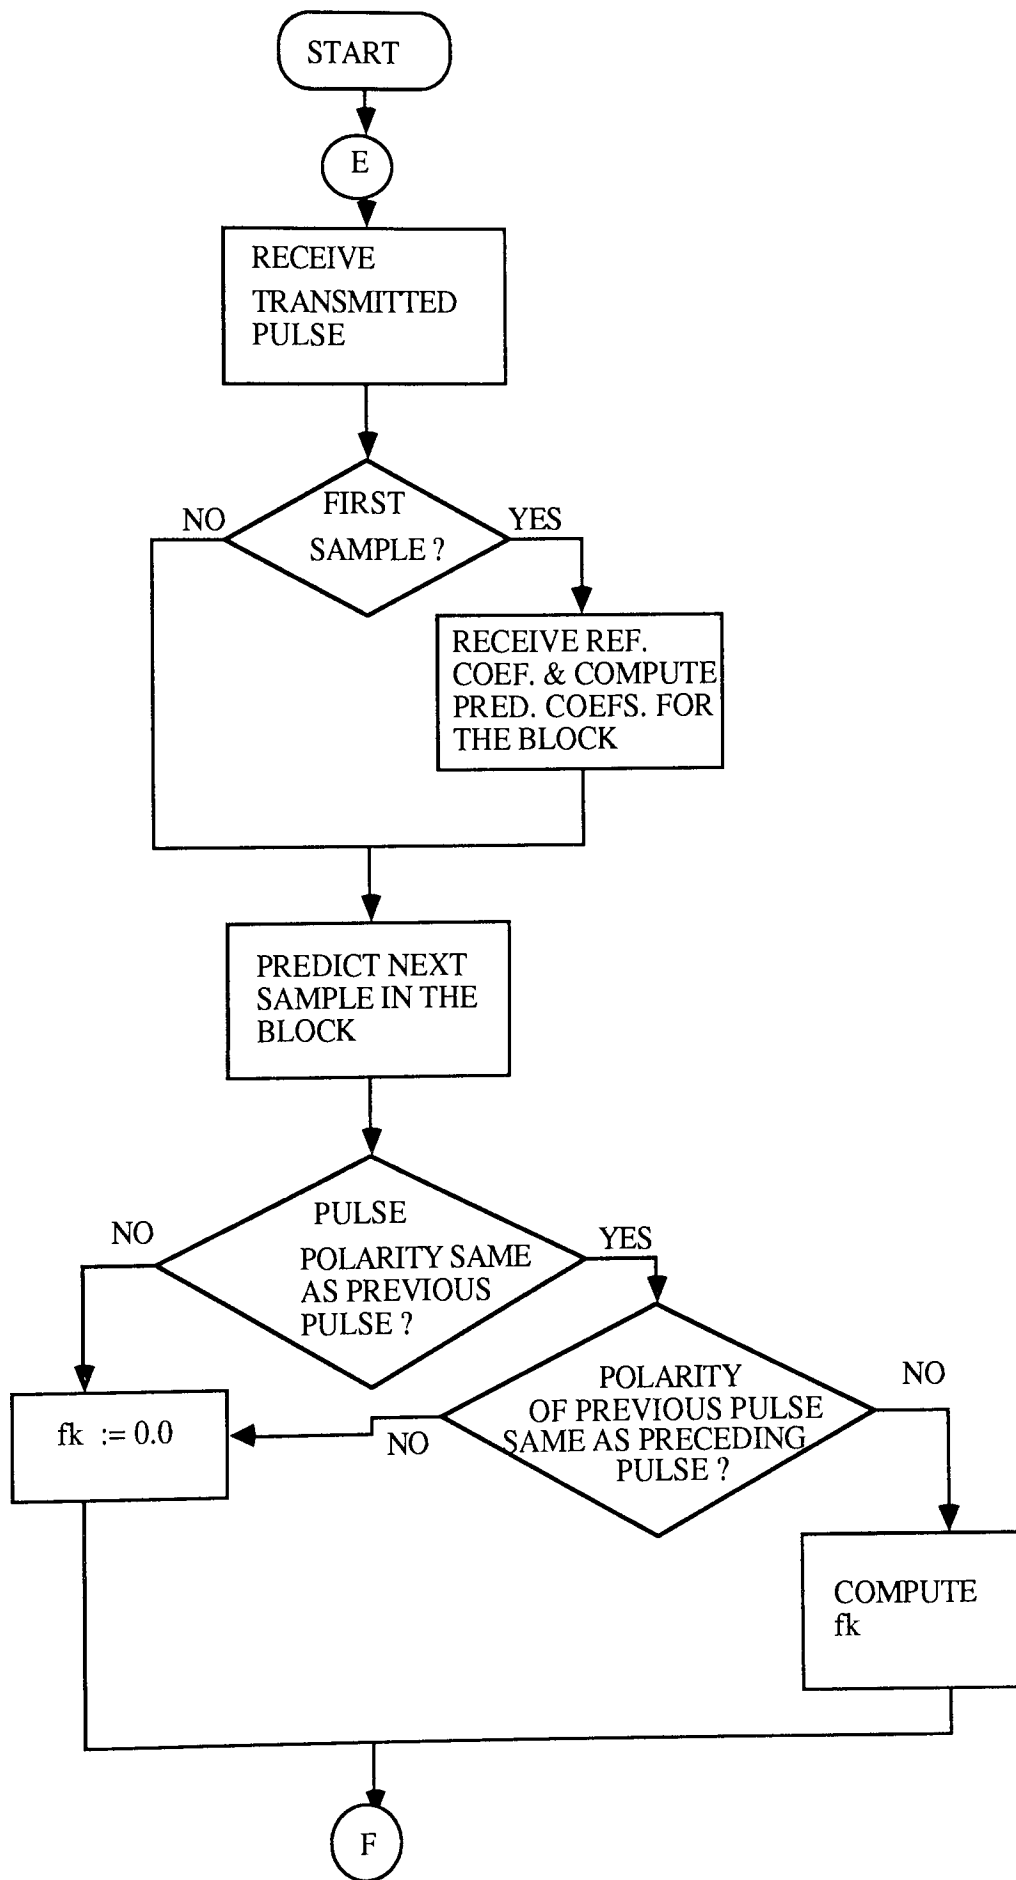 START
E
RECEIVE
TRANSMITTED
PULSE
FIRST
SAMPLE ?
NO
YES
RECEIVE REF.
COEF. & COMPUTE
PRED. COEFS. FOR
THE BLOCK
PREDICT NEXT
SAMPLE IN THE
BLOCK
PULSE
POLARITY SAME
AS PREVIOUS
PULSE ?
NO
YES
POLARITY
OF PREVIOUS PULSE
SAME AS PRECEDING
PULSE ?
NO
NO
fk := 0.0
COMPUTE
fk
F